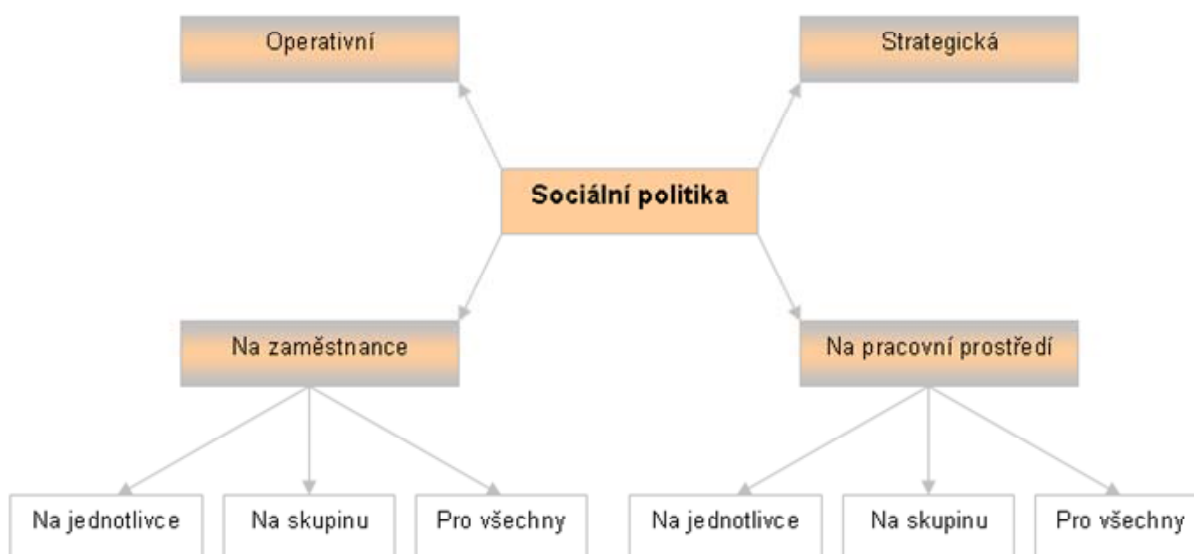 Operativní
Strategická
Sociální politika
Na zaměstnance
Na pracovní prostředí
Na jednotlivce
Na skupinu
Pro všechny
Na jednotlivce
Na skupinu
Pro všechny